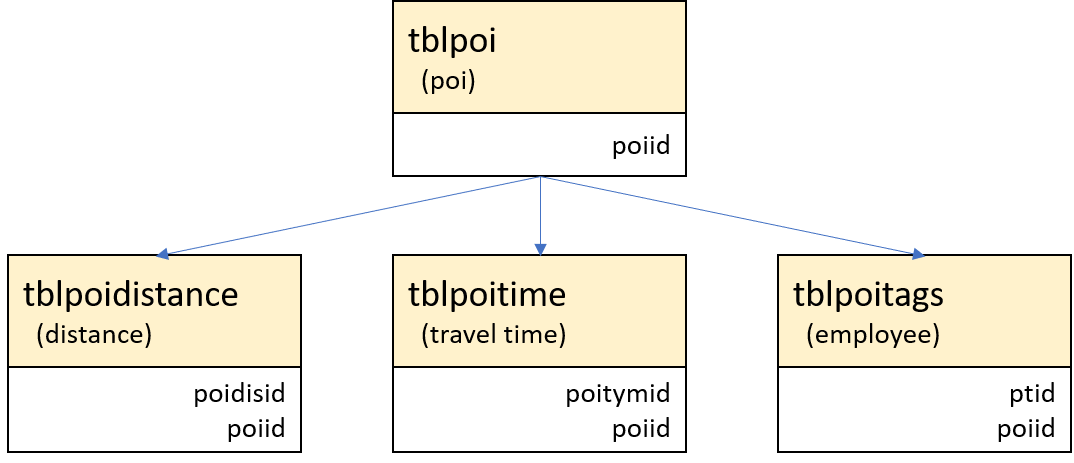 tblpoi
(poi)
poiid
tblpoidistance
(distance)
poidisid
poiid
tblpoitime
(travel time)
poitymid
poiid
tblpoitags
(employee)
ptid
poiid